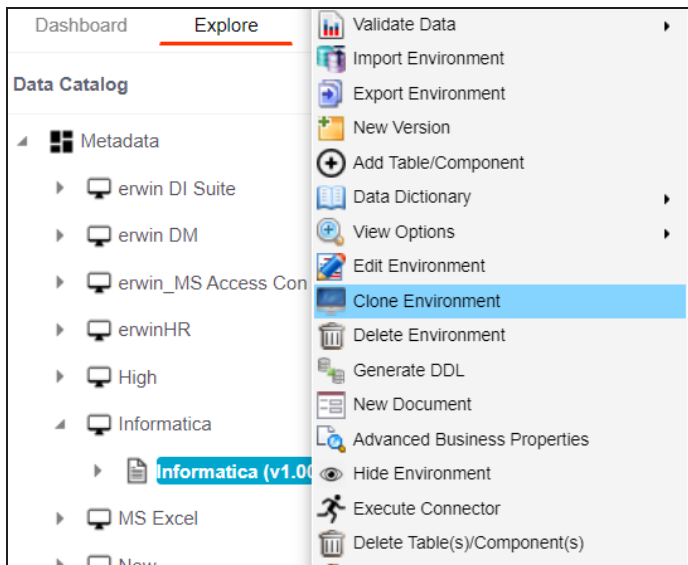 Dashboard
Explore
Data Catalog
Metadata
erwin DI Suite
erwin DM
erwin_MS Access Con
erwinHR
High
Informatica
Informatica (v1.00
MS Excel
New
Validate Data
Import Environment
Export Environment
New Version
Add Table/Component
Data Dictionary
View Options
Edit Environment
Clone Environment
Delete Environment
Generate DDL
New Document
Advanced Business Properties
Hide Environment
Execute Connector
Delete Table(s)/Component(s)